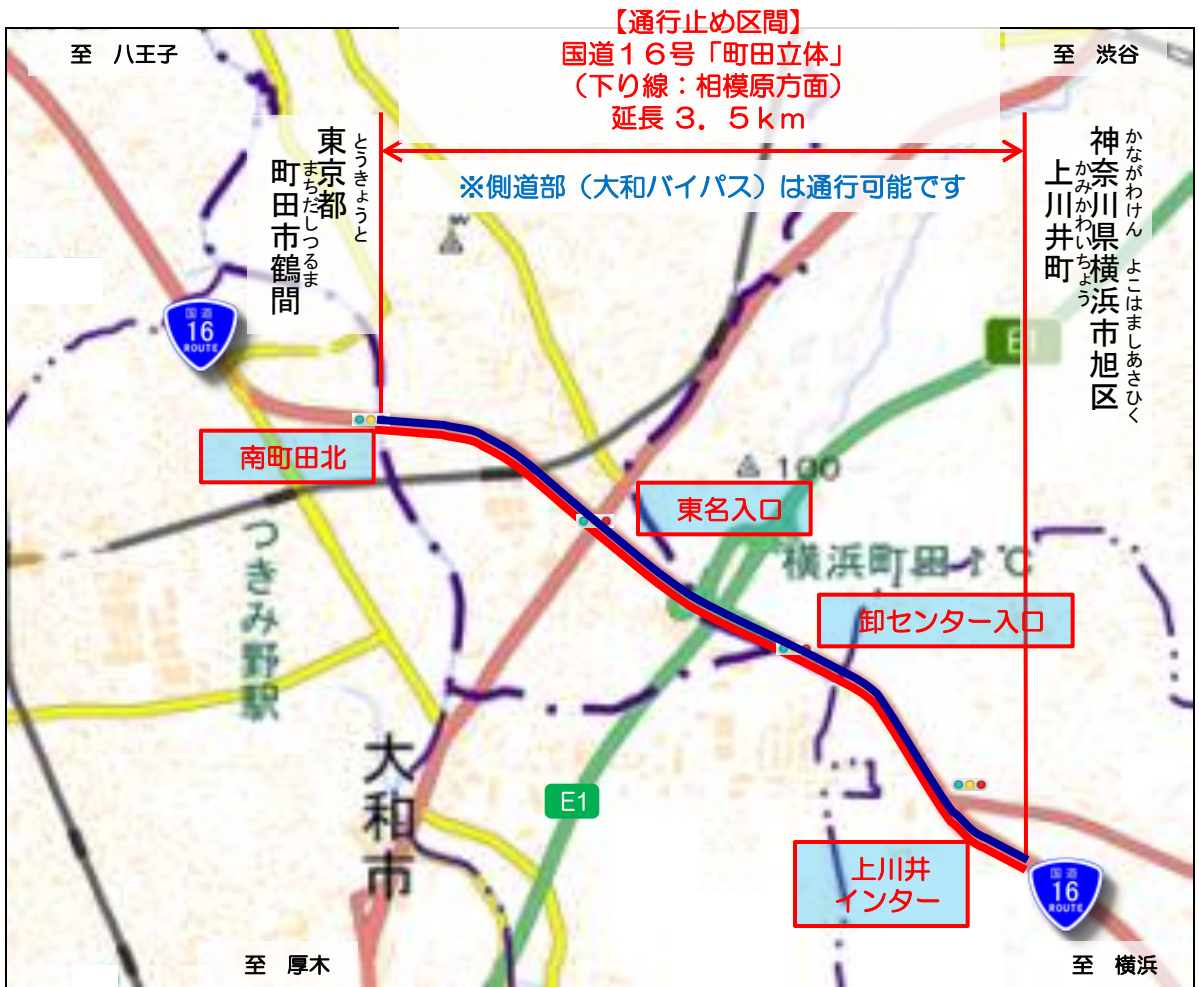 【通行止め区間】
国道１６号「町田立体」
（下り線：相模原方面）
延長 ３．５ｋｍ
至　八王子
至　渋谷
※側道部（大和バイパス）は通行可能です
とうきょうと
東京都
まちだしつるま
町田市鶴間
かながわけん　よこはましあさひく
神奈川県横浜市旭区
かみかわいちょう
上川井町
国道
16
ROUTE
南町田北
東名入口
100
横浜町田
卸センター入口
つきみ野駅
大和市
E1
上川井
インター
国道
16
ROUTE
至　厚木
至　横浜